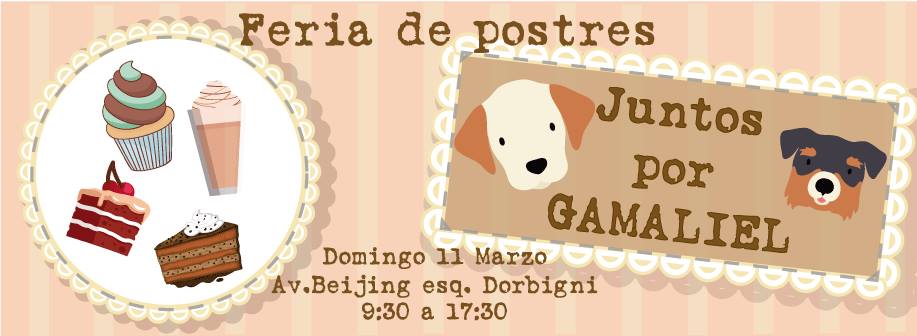 Feria de postres
Juntos
por
GAMALIEL
Domingo 11 Marzo
Av.Beijing esq. Dorbigni
9:30 a 17:30